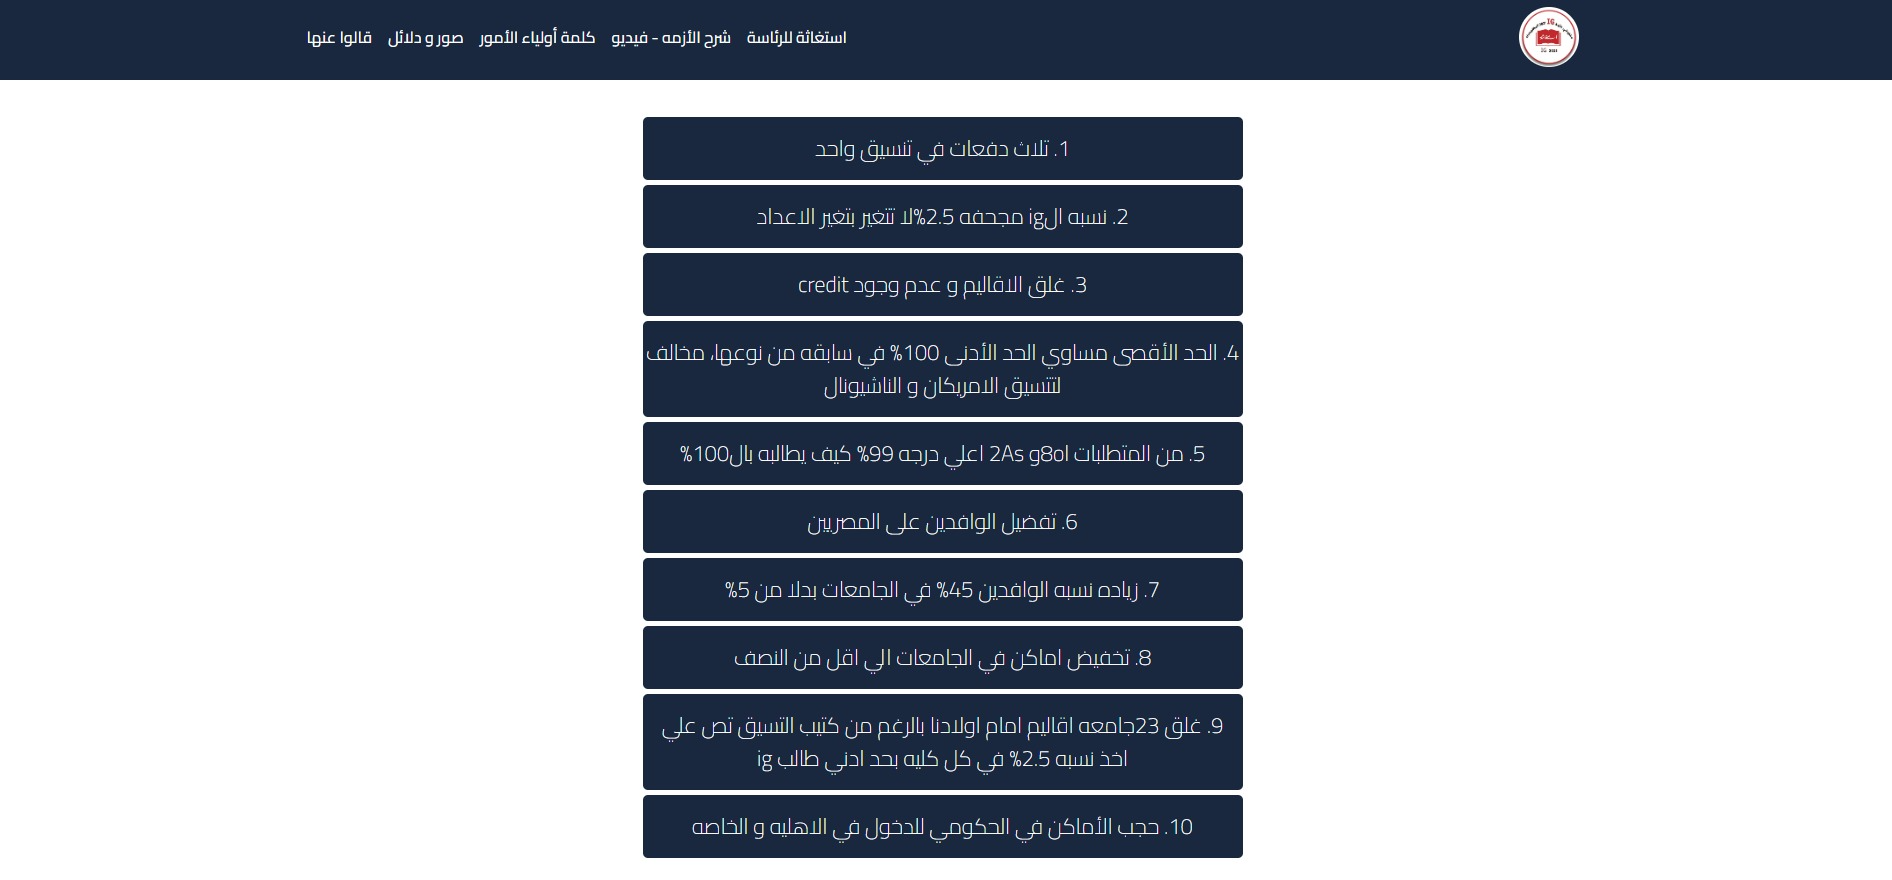 استغاثة للرئاسة
شرح الأزمه - فيديو
كلمة أولياء الأمور
صور و دلائل
قالوا عنها
1. تلاث دفعات في تنسيق واحد
2. نسبه الig مجحفه 2.5%لا تتغير بتغير الاعداد
3. غلق الاقاليم و عدم وجود credit
4. الحد الأقصى مساوي الحد الأدنى 100% في سابقه من نوعها، مخالف
لتتسيق الامريكان و الناشيونال
5. من المتطلبات 8olو 2As اعلي درجه 99% كيف يطالبه بال100%
6. تفضيل الوافدين على المصريين
7. زياده نسبه الوافدين 45% في الجامعات بدلا من 5%
8. تخفيض اماكن في الجامعات الي اقل من النصف
9. غلق 23جامعه اقاليم امام اولادنا بالرغم من كتيب التسيق تص علي
اخذ نسبه 2.5% في كل كليه بحد ادني طالب ig
10. حجب الأماكن في الحكومي للدخول في الاهليه و الخاصه